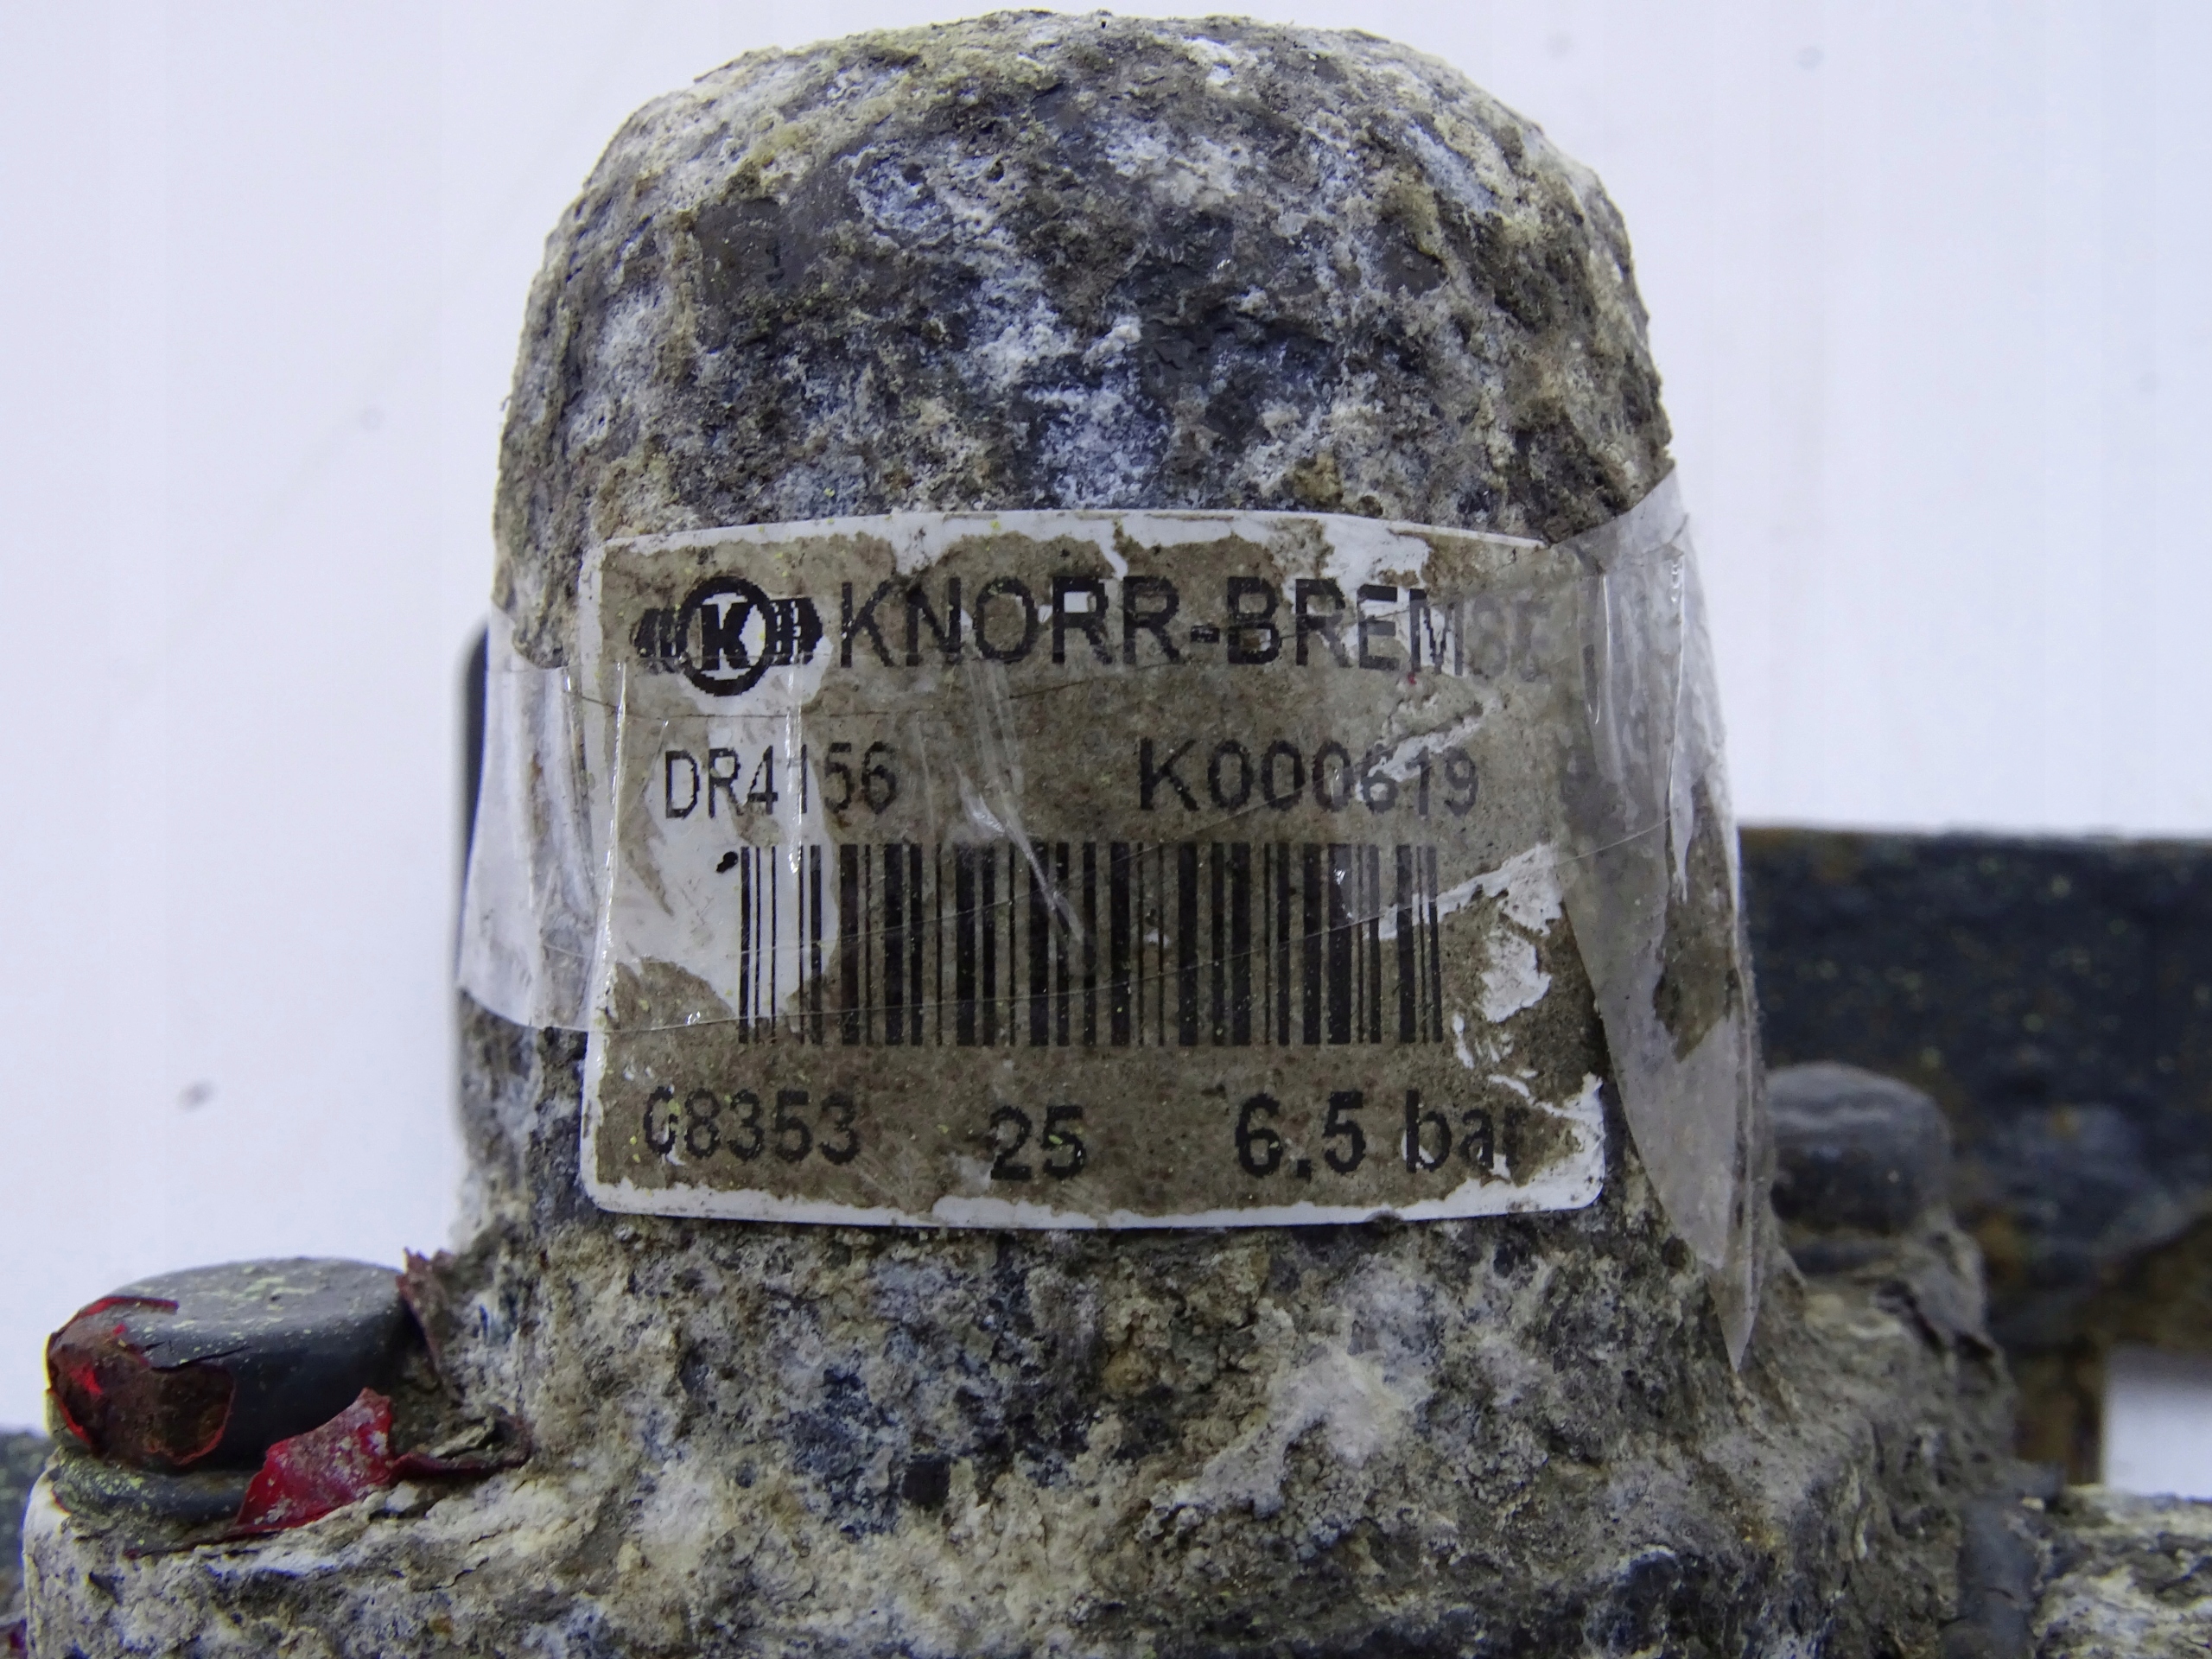 K KNORR-BREMSE
DR4156 K000619
08353 25 6.5 bar